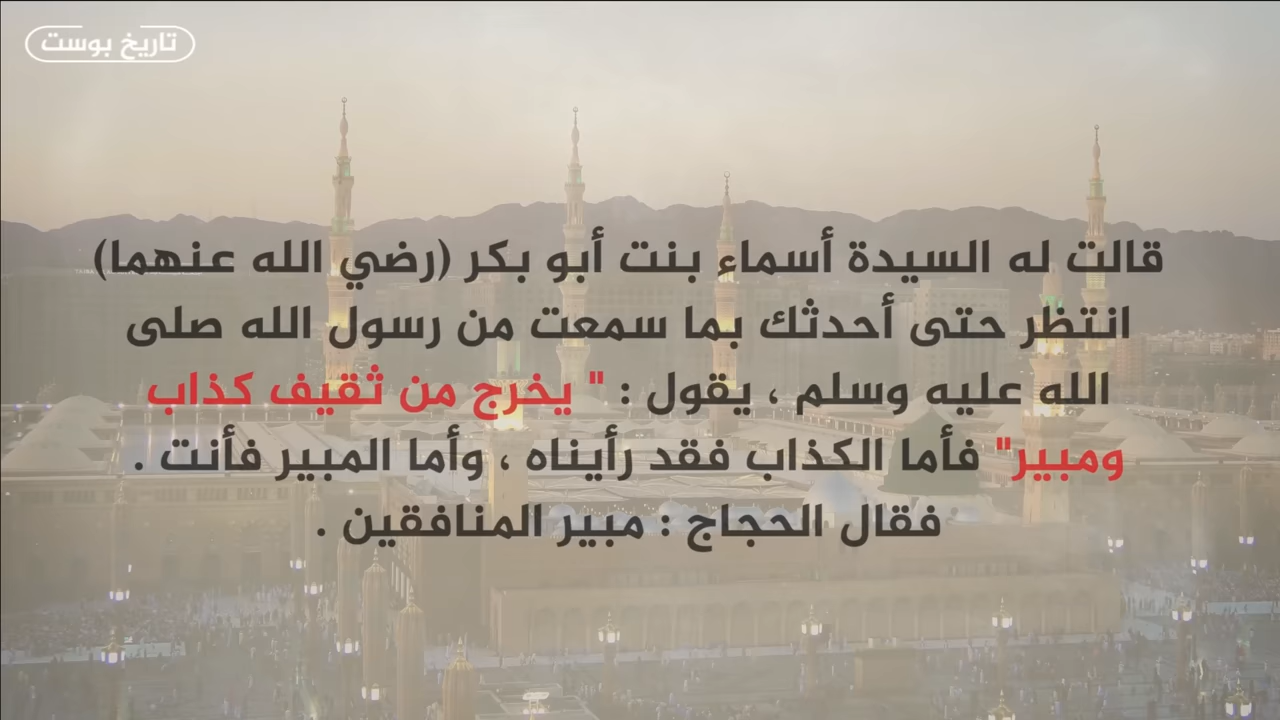 تاريخ بوست
قالت له السيدة أسماء بنت أبو بكر (رضي الله عنهما)
انتظر حتى أحدثك بما سمعت من رسول الله صلى
الله عليه وسلم ، يقول : " يخرج من ثقيف كذاب
ومبير" فأما الكذاب فقد رأيناه ، وأما المبير فأنت .
فقال الحجاج : مبير المنافقين .